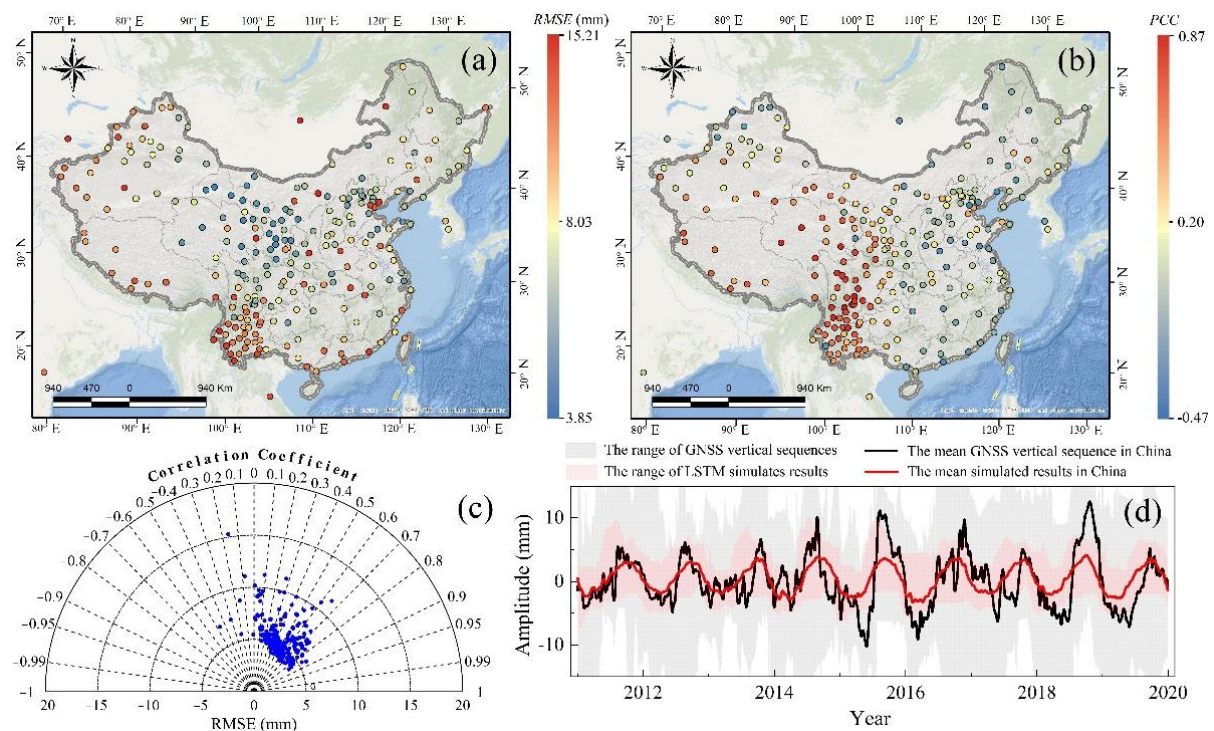 70° E 80° E 90° E 100° E 110° E 120° E 130° E
RMSE (mm)
15.21
8.03
3.85
(a)
N
W
50° N
40° N
30° N
20° N
50° N
40° N
30° N
20° N
940 470 0 940 Km
80° E 90° E 100° E 110° E 120° E 130° E
70° E 80° E 90° E 100° E 110° E 120° E 130° E
PCC
0.87
0.20
-0.47
(b)
N
W
50° N
40° N
30° N
20° N
50° N
40° N
30° N
20° N
940 470 0 940 Km
80° E 90° E 100° E 110° E 120° E 130° E
Correlation Coefficient
(c)
-1 -0.99 -0.95 -0.9 -0.8 -0.7 -0.6 -0.5 -0.4 -0.3 -0.2 0.1 0 0.1 0.2 0.3 0.4 0.5 0.6 0.7 0.8 0.9 0.95 0.99 1
20 -15 -10 -5 0 5 10 15 20
RMSE (mm)
The range of GNSS vertical sequences
The mean GNSS vertical sequence in China
The range of LSTM simulates results
The mean simulated results in China
(d)
Amplitude (mm)
10
0
-10
2012 2014 2016 2018 2020
Year